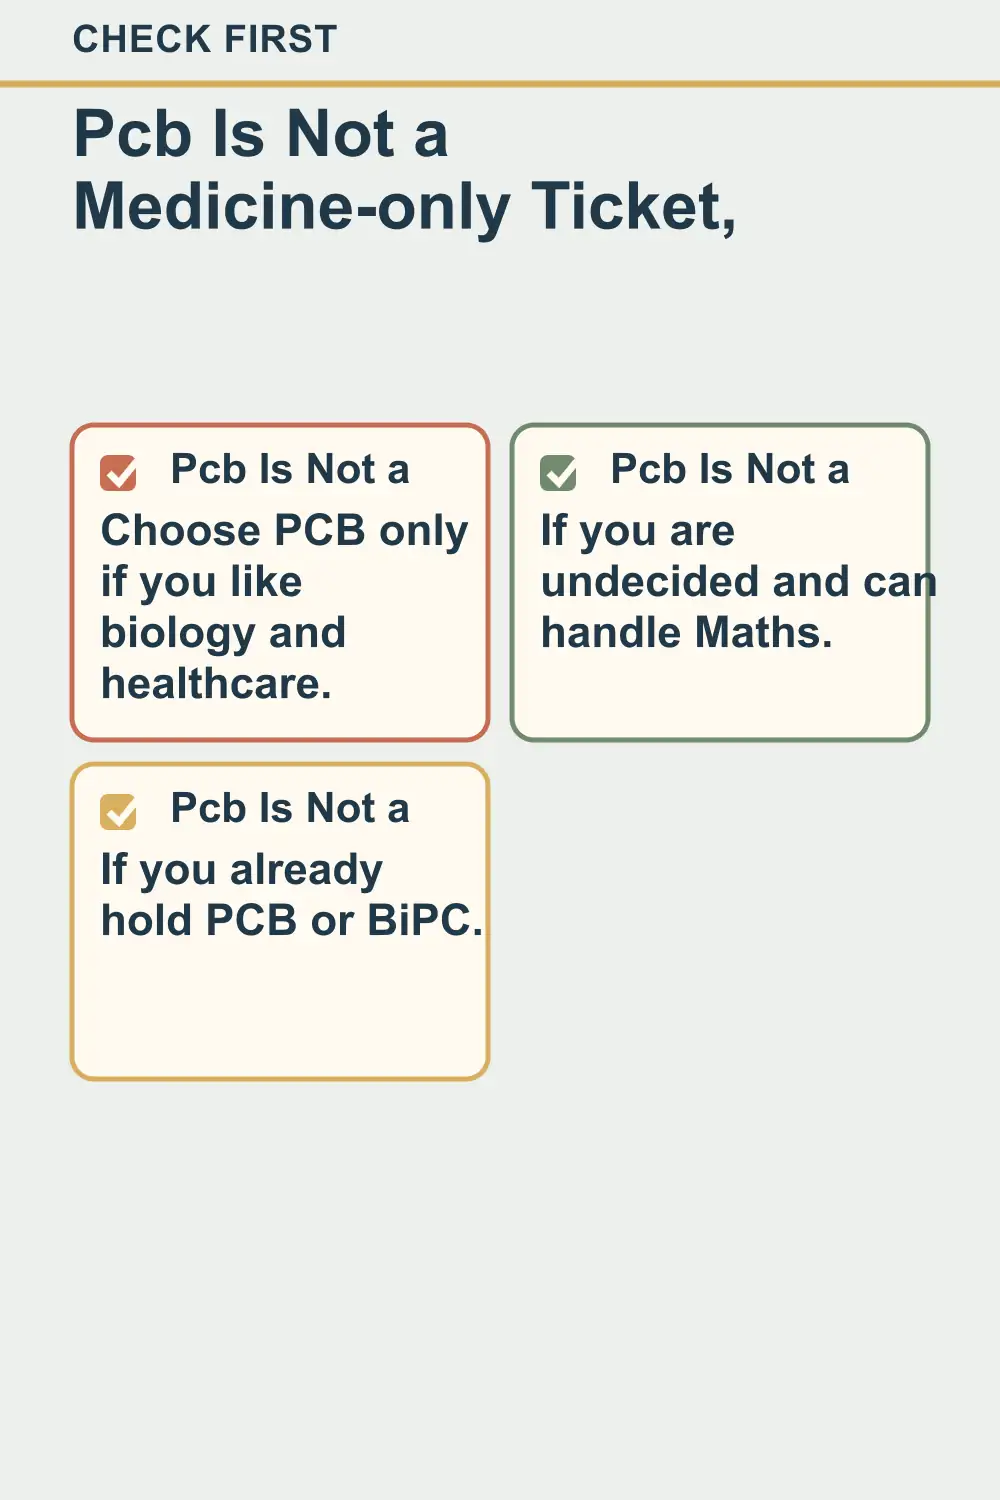 CHECK FIRST
Pcb Is Not a
Medicine-only Ticket,
Pcb Is Not a
Choose PCB only
if you like
biology and
healthcare.
Pcb Is Not a
If you are
undecided and can
handle Maths.
Pcb Is Not a
If you already
hold PCB or BiPC.